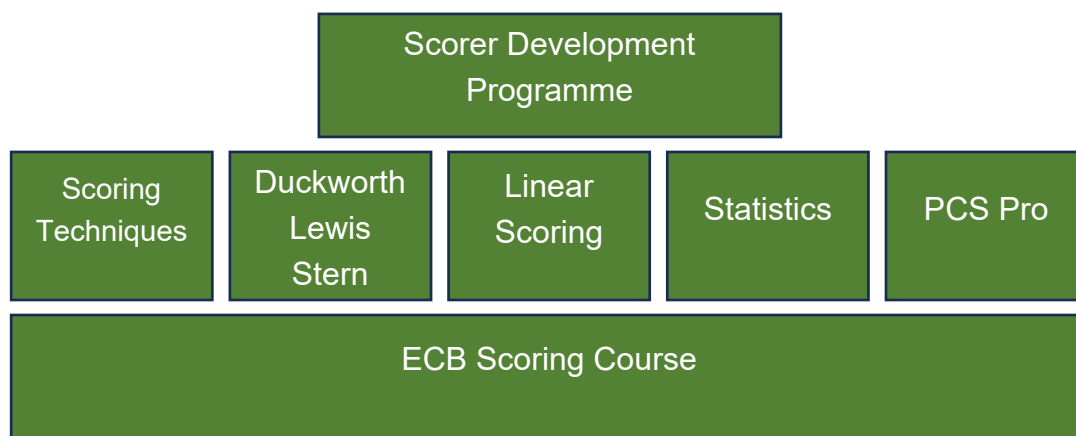 Scorer Development
Programme
Scoring
Techniques
Duckworth
Lewis
Stern
Linear
Scoring
Statistics
PCS Pro
ECB Scoring Course